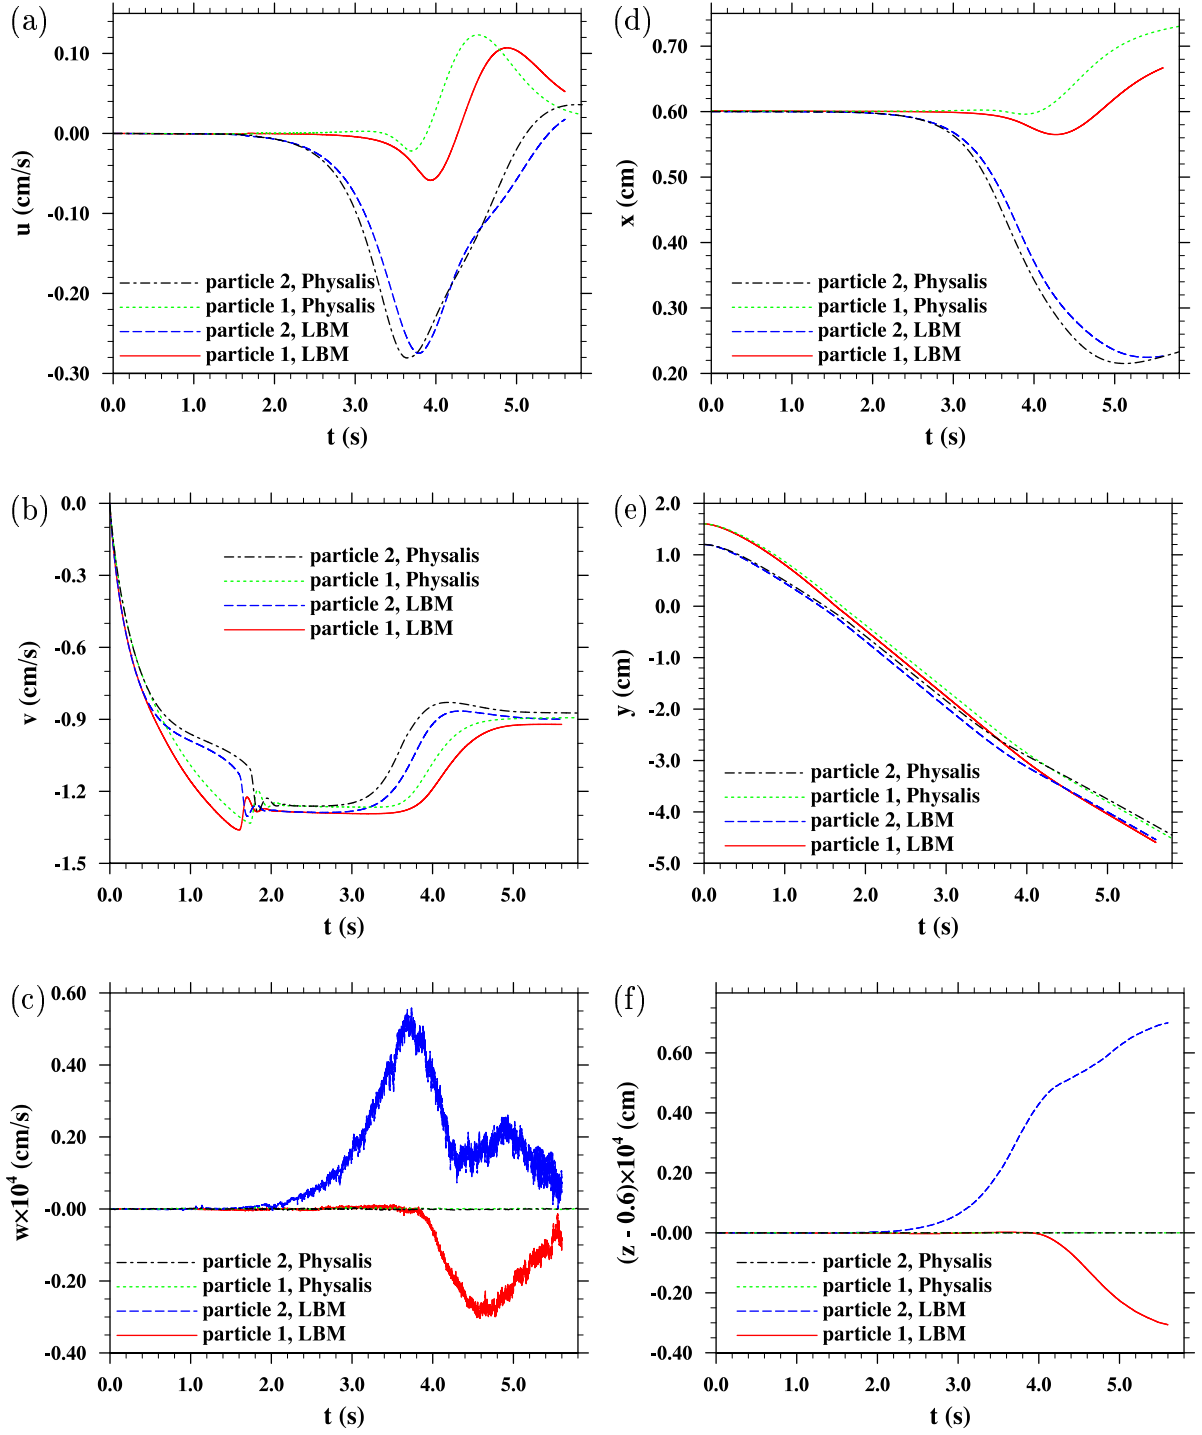 (a)
0.10
0.00
-0.10
-0.20
-0.30
u (cm/s)
particle 2, Physalis
particle 1, Physalis
particle 2, LBM
particle 1, LBM
0.0 1.0 2.0 3.0 4.0 5.0
t (s)
(d)
0.70
0.60
0.50
0.40
0.30
0.20
x (cm)
particle 2, Physalis
particle 1, Physalis
particle 2, LBM
particle 1, LBM
0.0 1.0 2.0 3.0 4.0 5.0
t (s)
(b)
0.0
-0.3
-0.6
-0.9
-1.2
-1.5
v (cm/s)
particle 2, Physalis
particle 1, Physalis
particle 2, LBM
particle 1, LBM
0.0 1.0 2.0 3.0 4.0 5.0
t (s)
(e)
2.0
1.0
0.0
-1.0
-2.0
-3.0
-4.0
-5.0
y (cm)
particle 2, Physalis
particle 1, Physalis
particle 2, LBM
particle 1, LBM
0.0 1.0 2.0 3.0 4.0 5.0
t (s)
(c)
0.60
0.40
0.20
-0.00
-0.20
-0.40
w×10⁴ (cm/s)
particle 2, Physalis
particle 1, Physalis
particle 2, LBM
particle 1, LBM
0.0 1.0 2.0 3.0 4.0 5.0
t (s)
(f)
0.60
0.40
0.20
-0.00
-0.20
-0.40
(z - 0.6)×10⁴ (cm)
particle 2, Physalis
particle 1, Physalis
particle 2, LBM
particle 1, LBM
0.0 1.0 2.0 3.0 4.0 5.0
t (s)